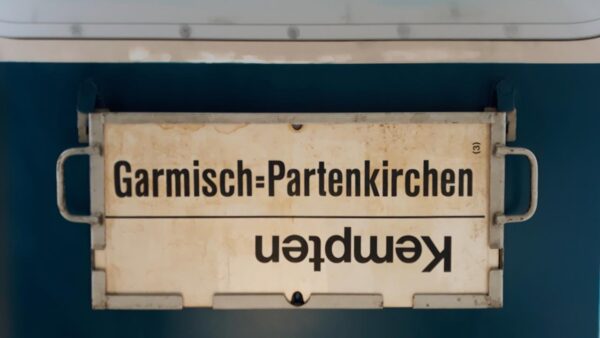 Garmisch=Partenkirchen
(3)
Kempten